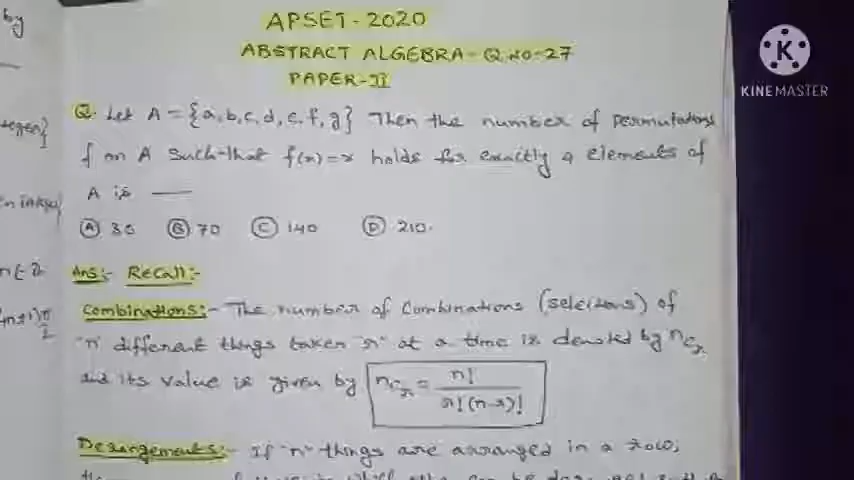 by
APSET-2020
ABSTRACT ALGEBRA - Q.NO-27
PAPER-II
K
KINEMASTER
Q. Let A = {a,b,c,d,e,f,g} Then the number of permutations
f on A such-that f(x)=x holds for exactly 4 elements of
A is —
(A) 30 (B) 70 (C) 140 (D) 210.
Ans:- Recall:-
Combinations:- The number of combinations (selections) of
"n" different things taken "r" at a time is denoted by nCr
and its value is given by nCr = n! / r!(n-r)!
Derangements:- If "n" things are arranged in a row,